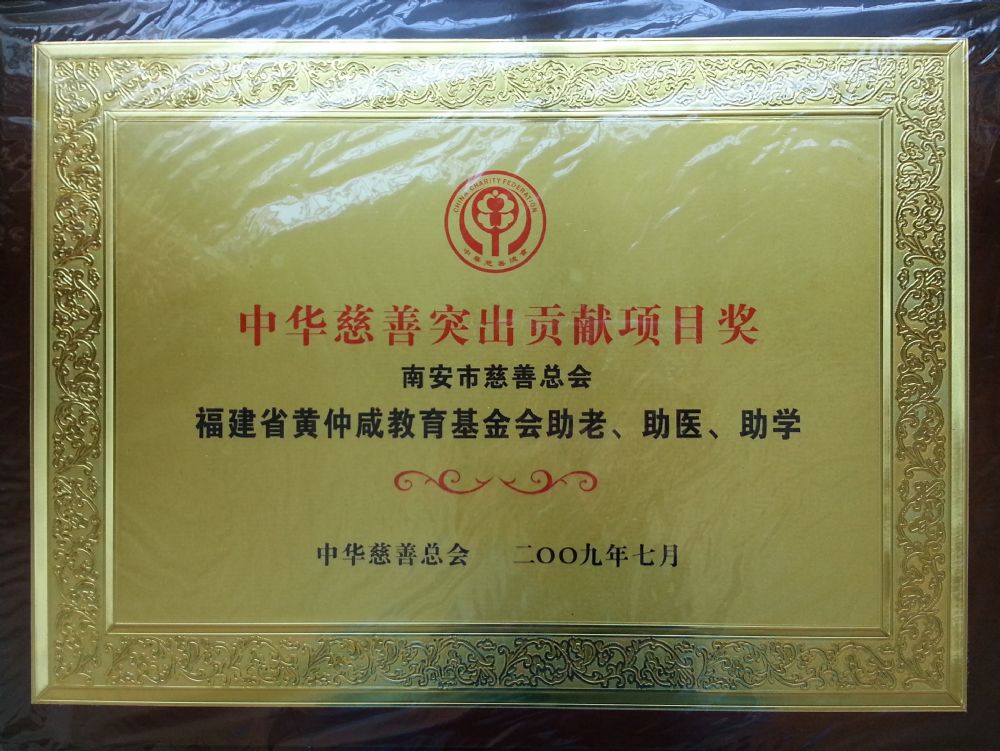 CHINA CHARITY FEDERATION
中华慈善总会
中华慈善突出贡献项目奖
南安市慈善总会
福建省黄仲咸教育基金会助老、助医、助学
中华慈善总会 二〇〇九年七月